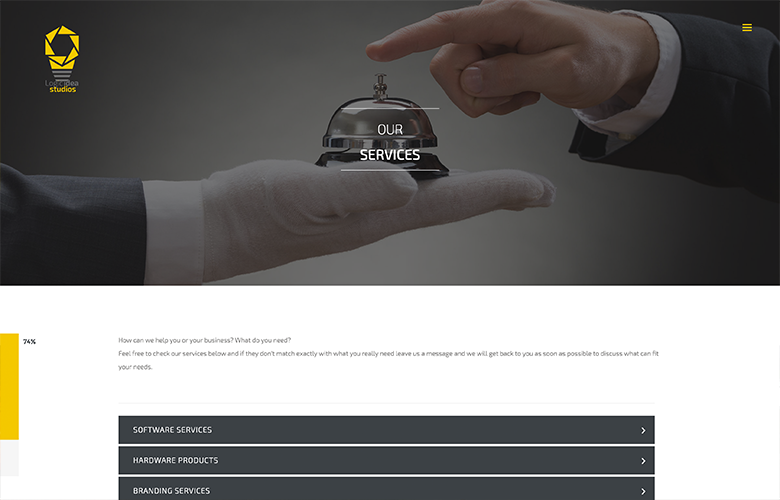 Logic idea
studios
OUR
SERVICES
74%
How can we help you or your business? What do you need?
Feel free to check our services below and if they don't match exactly with what you really need leave us a message and we will get back to you as soon as possible to discuss what can fit
your needs.
SOFTWARE SERVICES
HARDWARE PRODUCTS
BRANDING SERVICES